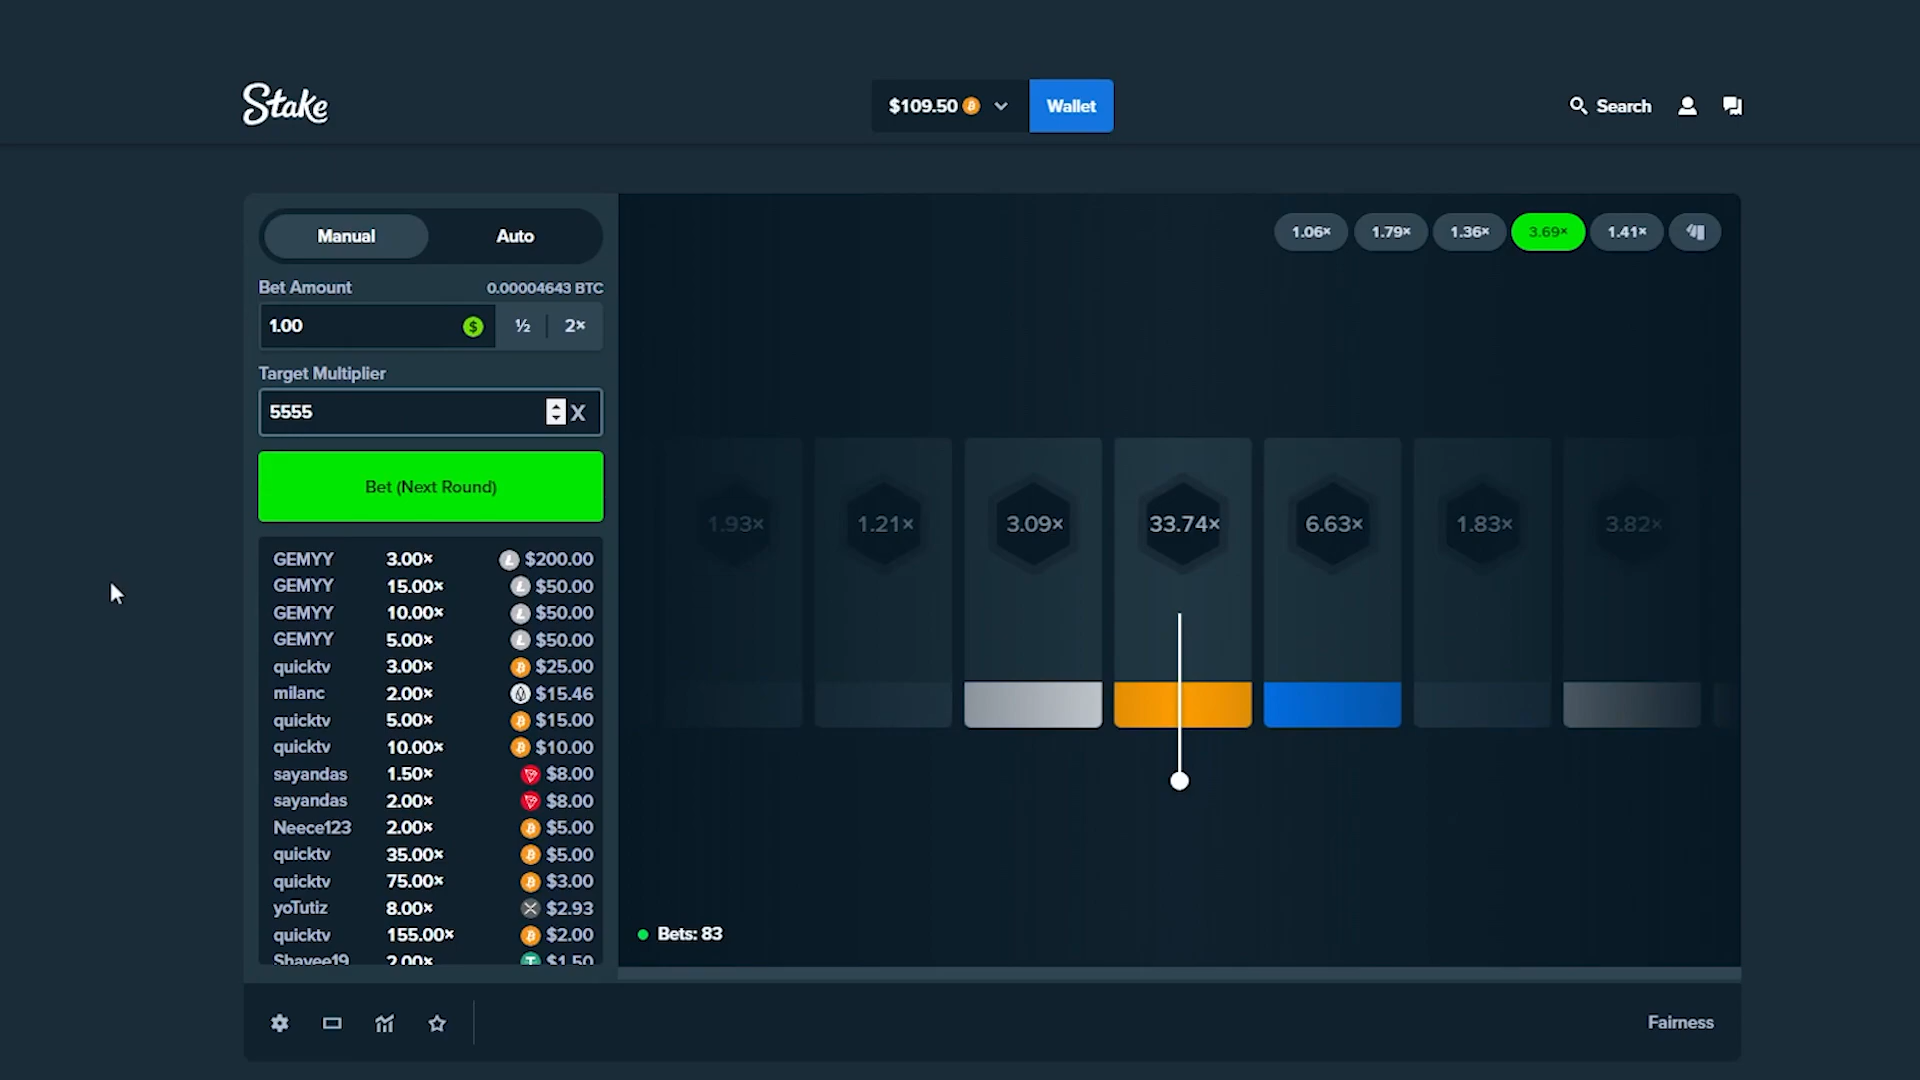 Stake
$109.50
Wallet
Search
Manual
Auto
1.06×
1.79×
1.36×
3.69×
1.41×
Bet Amount
0.00004643 BTC
1.00
½
2×
Target Multiplier
5555
X
Bet (Next Round)
1.93×
1.21×
3.09×
33.74×
6.63×
1.83×
3.82×
GEMYY 3.00× $200.00
GEMYY 15.00× $50.00
GEMYY 10.00× $50.00
GEMYY 5.00× $50.00
quicktv 3.00× $25.00
milanc 2.00× $15.46
quicktv 5.00× $15.00
quicktv 10.00× $10.00
sayandas 1.50× $8.00
sayandas 2.00× $8.00
Neece123 2.00× $5.00
quicktv 35.00× $5.00
quicktv 75.00× $3.00
yoTutiz 8.00× $2.93
quicktv 155.00× $2.00
Shayee19 2.00× $1.50
Bets: 83
Fairness